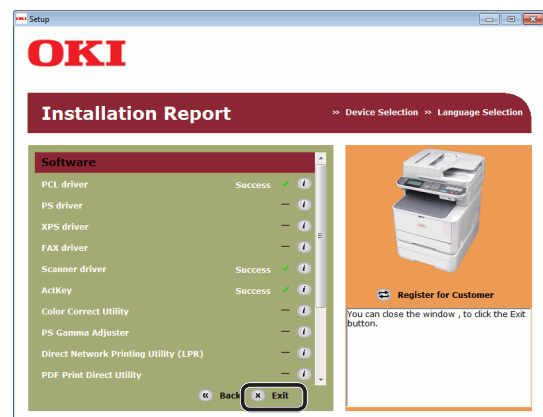 OKI Setup
OKI
Installation Report
» Device Selection » Language Selection
Software
PCL driver Success
PS driver
XPS driver
FAX driver
Scanner driver Success
ActKey Success
Color Correct Utility
PS Gamma Adjuster
Direct Network Printing Utility (LPR)
PDF Print Direct Utility
Back Exit
Register for Customer
You can close the window , to click the Exit
button.